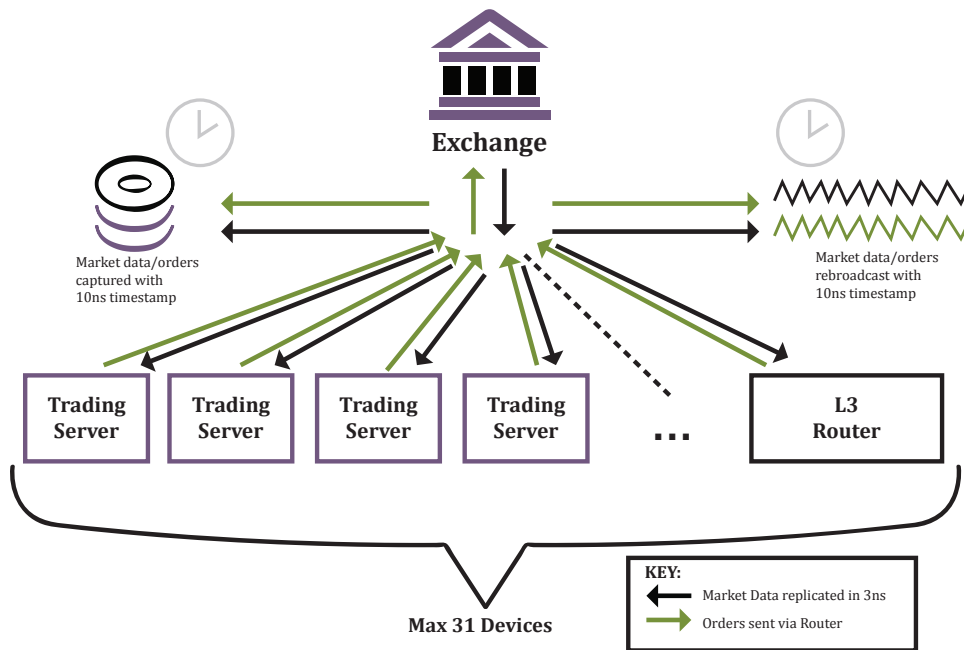 Exchange
Market data/orders
captured with
10ns timestamp
Market data/orders
rebroadcast with
10ns timestamp
Trading
Server
Trading
Server
Trading
Server
Trading
Server
...
L3
Router
Max 31 Devices
KEY:
Market Data replicated in 3ns
Orders sent via Router